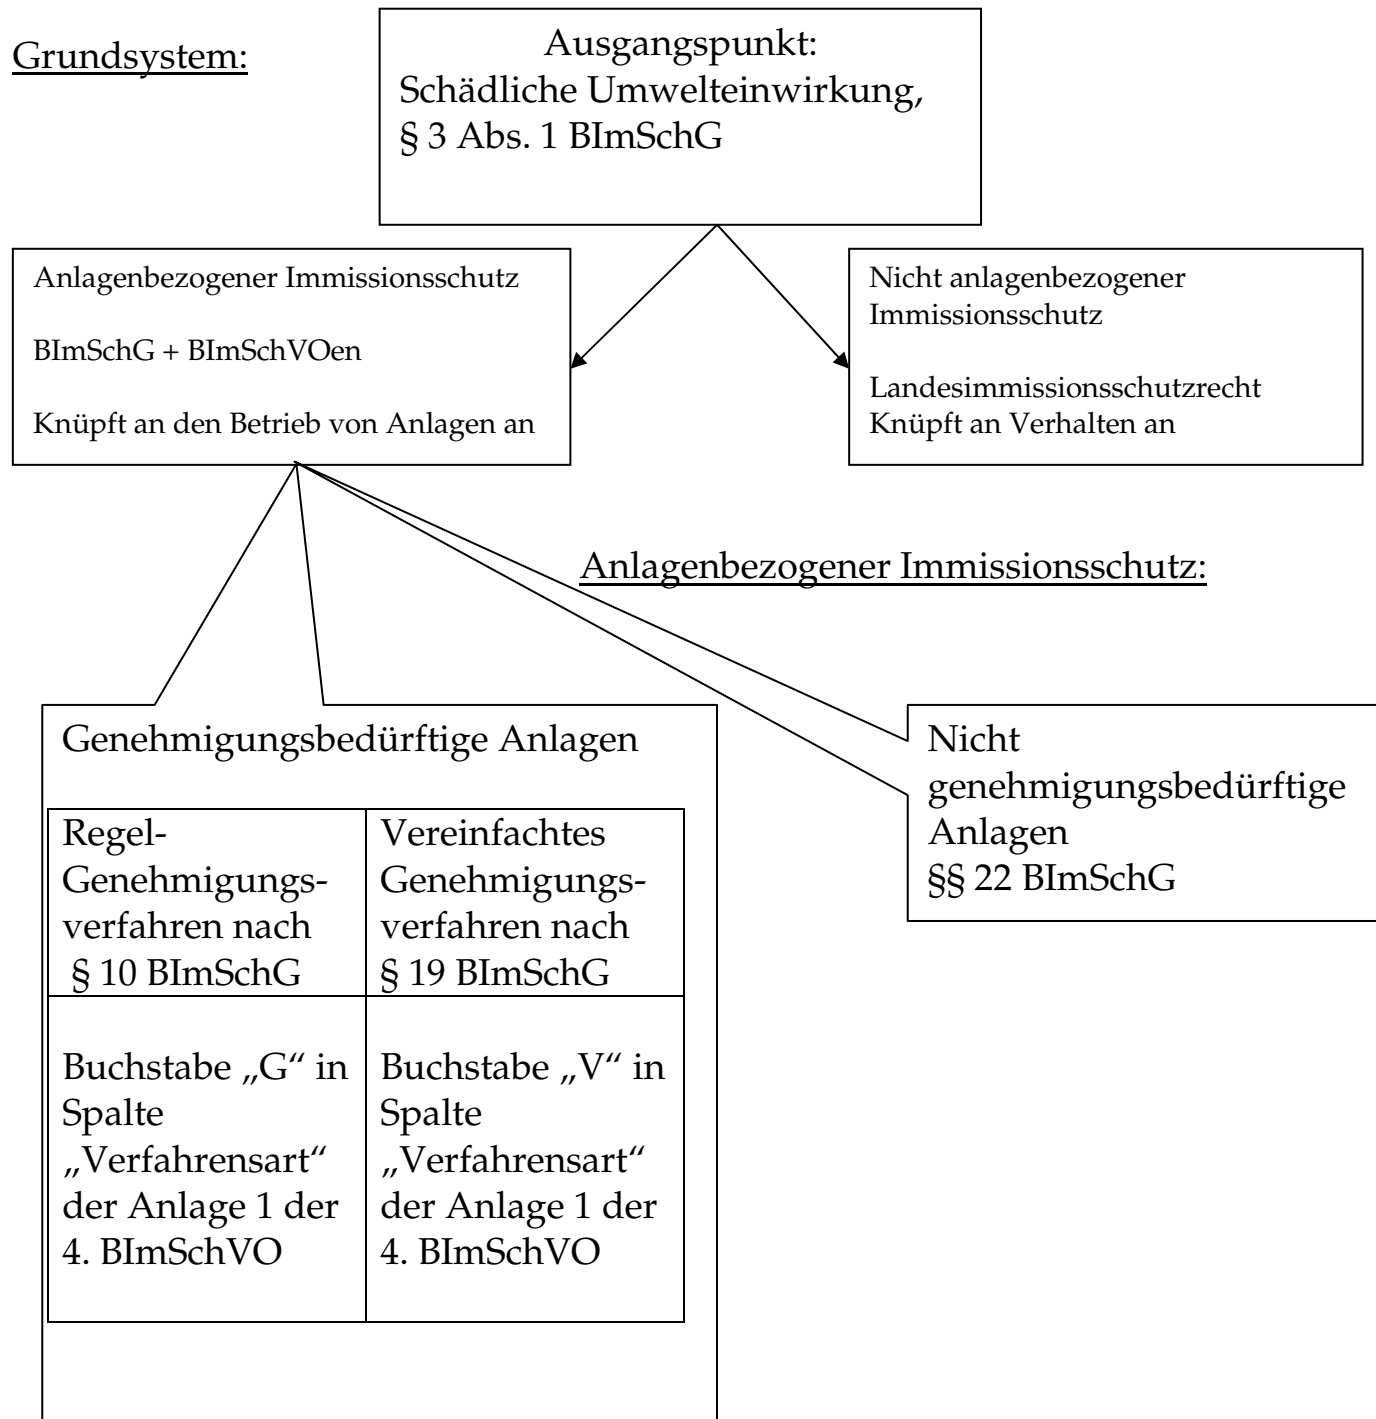 Grundsystem:
Ausgangspunkt:
Schädliche Umwelteinwirkung,
§ 3 Abs. 1 BImSchG
Anlagenbezogener Immissionsschutz
BImSchG + BImSchVOen
Knüpft an den Betrieb von Anlagen an
Nicht anlagenbezogener
Immissionsschutz
Landesimmissionsschutzrecht
Knüpft an Verhalten an
Anlagenbezogener Immissionsschutz:
Genehmigungsbedürftige Anlagen
Regel-
Genehmigungs-
verfahren nach
§ 10 BImSchG
Vereinfachtes
Genehmigungs-
verfahren nach
§ 19 BImSchG
Buchstabe „G“ in
Spalte
„Verfahrensart“
der Anlage 1 der
4. BImSchVO
Buchstabe „V“ in
Spalte
„Verfahrensart“
der Anlage 1 der
4. BImSchVO
Nicht
genehmigungsbedürftige
Anlagen
§§ 22 BImSchG